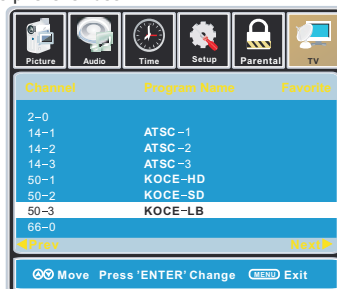 Picture Audio Time Setup Parental TV
Channel Program Name Favorite
2–0
14–1 ATSC–1
14–2 ATSC–2
14–3 ATSC–3
50–1 KOCE–HD
50–2 KOCE–SD
50–3 KOCE–LB
66–0
◀Prev Next▶
Move Press 'ENTER' Change MENU Exit